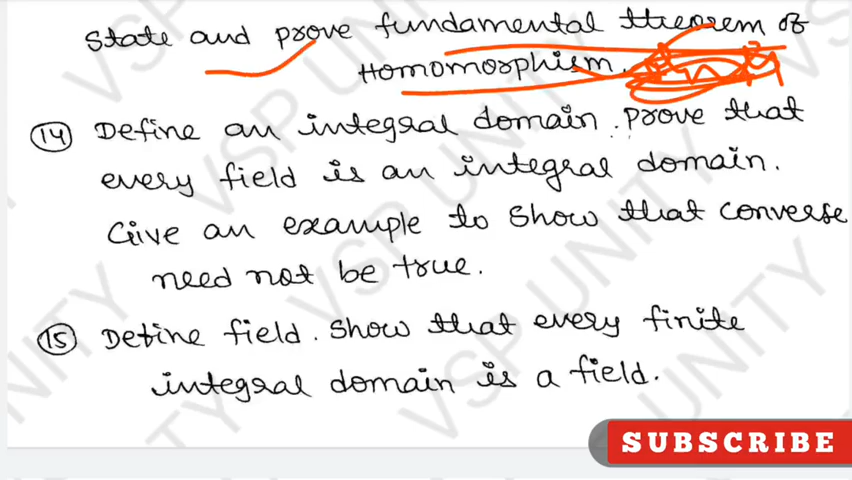 State and prove fundamental theorem of
Homomorphism.
14 Define an integral domain. prove that
every field is an integral domain.
Give an example to show that converse
need not be true.
15 Define field. Show that every finite
integral domain is a field.
SUBSCRIBE
VSP UNITY